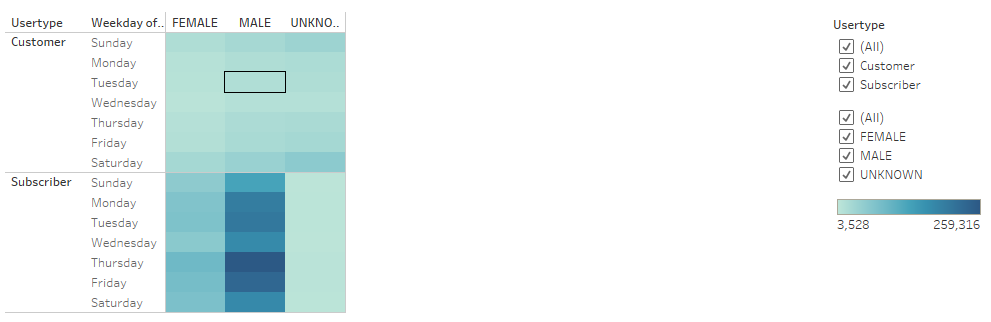 Usertype Weekday of.. FEMALE MALE UNKNO..
Customer Sunday
Monday
Tuesday
Wednesday
Thursday
Friday
Saturday
Subscriber Sunday
Monday
Tuesday
Wednesday
Thursday
Friday
Saturday
Usertype
(All)
Customer
Subscriber
(All)
FEMALE
MALE
UNKNOWN
3,528 259,316